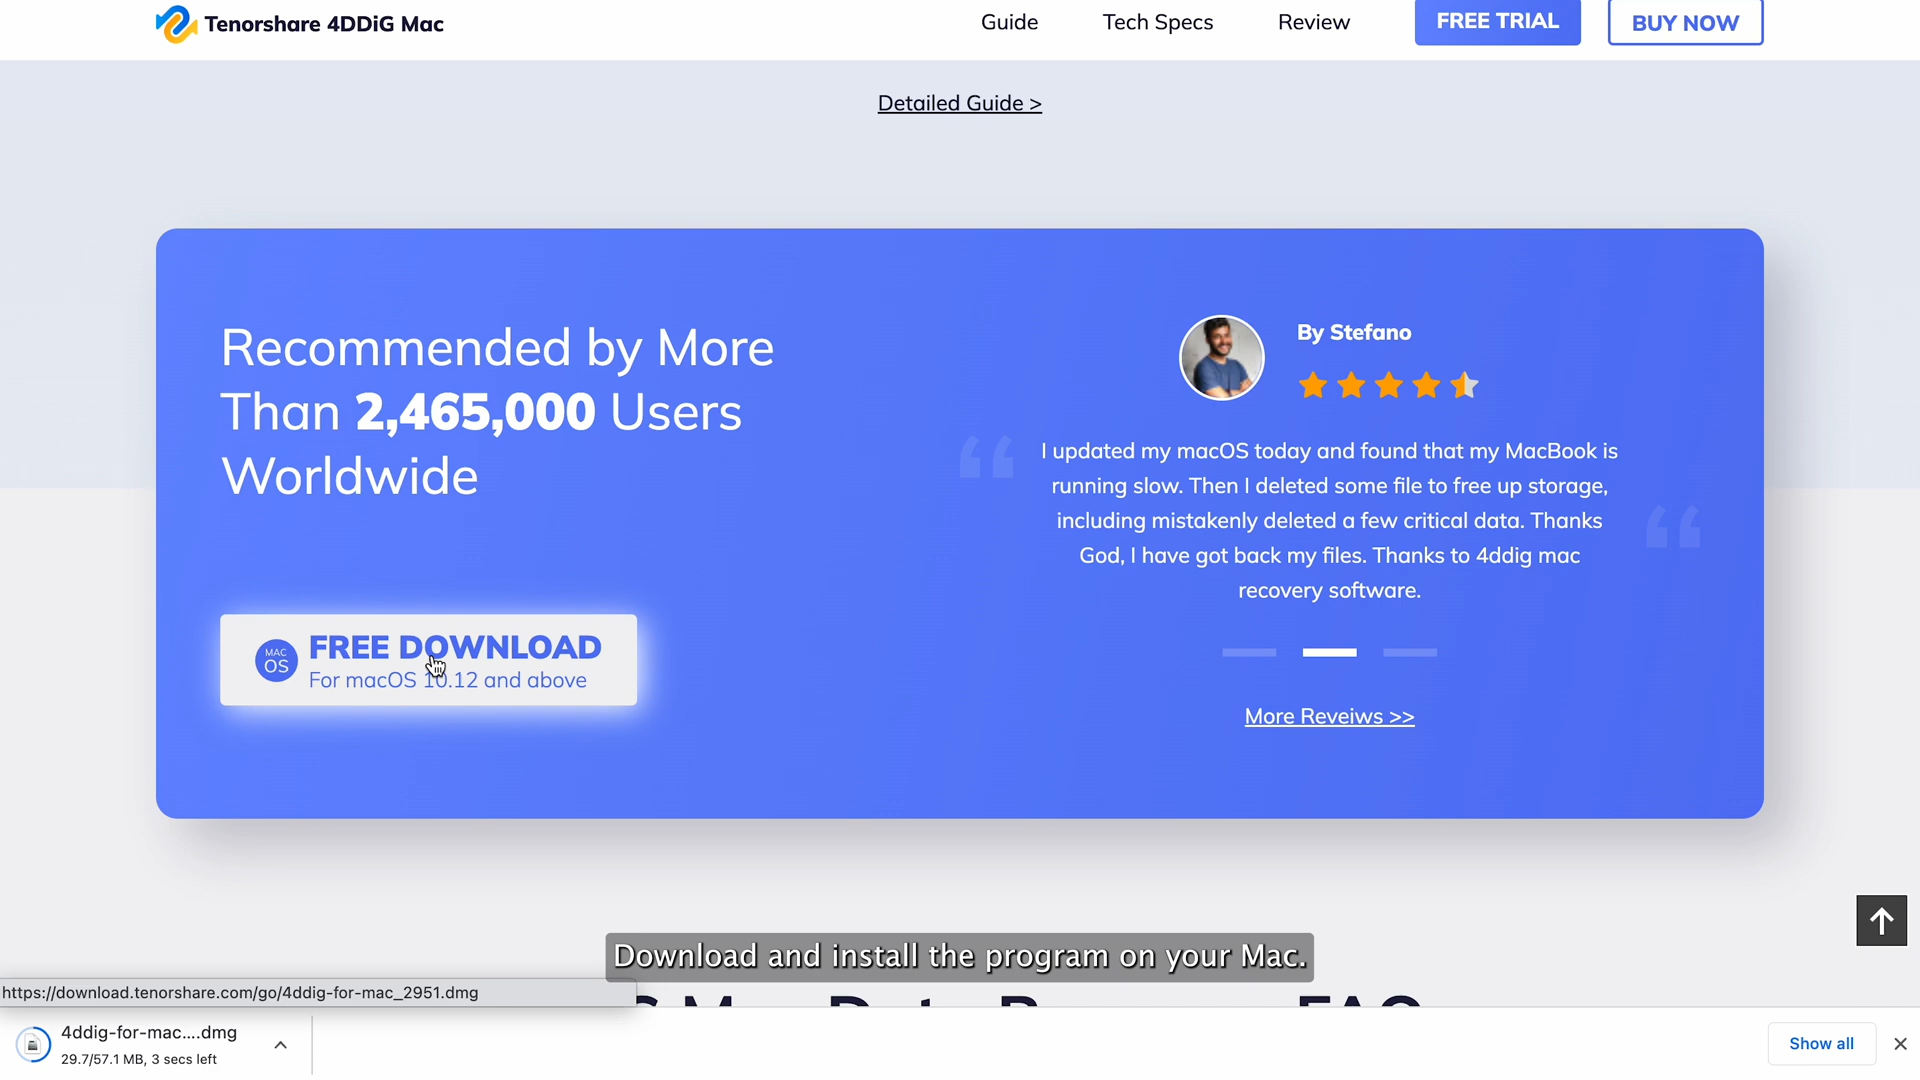 Tenorshare 4DDiG Mac
Guide
Tech Specs
Review
FREE TRIAL
BUY NOW
Detailed Guide >
Recommended by More
Than 2,465,000 Users
Worldwide
MAC
OS
FREE DOWNLOAD
For macOS 10.12 and above
By Stefano
I updated my macOS today and found that my MacBook is
running slow. Then I deleted some file to free up storage,
including mistakenly deleted a few critical data. Thanks
God, I have got back my files. Thanks to 4ddig mac
recovery software.
More Reveiws >>
Download and install the program on your Mac.
https://download.tenorshare.com/go/4ddig-for-mac_2951.dmg
4ddig-for-mac....dmg
29.7/57.1 MB, 3 secs left
Show all